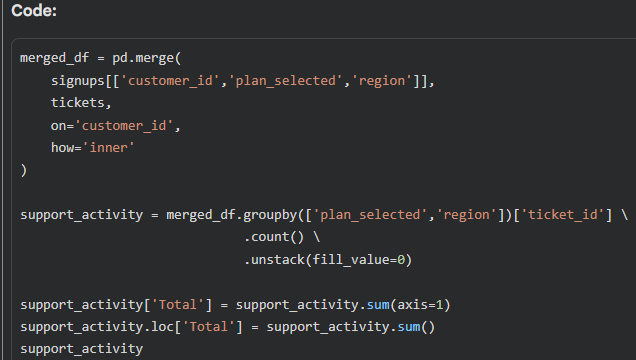 Code:
merged_df = pd.merge(
    signups[['customer_id','plan_selected','region']],
    tickets,
    on='customer_id',
    how='inner'
)
support_activity = merged_df.groupby(['plan_selected','region'])['ticket_id'] \
                            .count() \
                            .unstack(fill_value=0)
support_activity['Total'] = support_activity.sum(axis=1)
support_activity.loc['Total'] = support_activity.sum()
support_activity